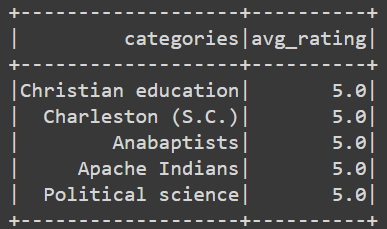 +-------------------+----------+
|         categories|avg_rating|
+-------------------+----------+
|Christian education|       5.0|
|  Charleston (S.C.)|       5.0|
|        Anabaptists|       5.0|
|     Apache Indians|       5.0|
|  Political science|       5.0|
+-------------------+----------+